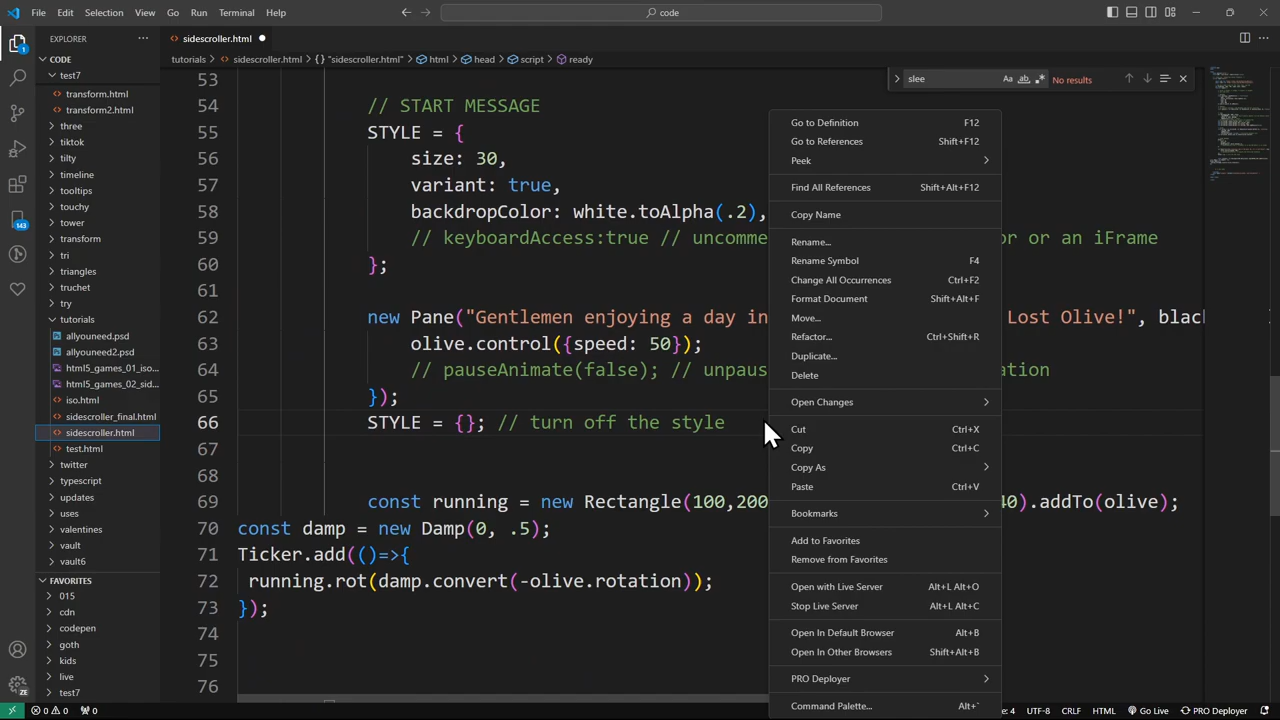 File Edit Selection View Go Run Terminal Help
code
EXPLORER
CODE
test7
transform.html
transform2.html
three
tiktok
tilty
timeline
tooltips
touchy
tower
transform
tri
triangles
truchet
try
tutorials
allyouneed.psd
allyouneed2.psd
html5_games_01_iso...
html5_games_02_sid...
iso.html
sidescroller_final.html
sidescroller.html
test.html
twitter
typescript
updates
uses
valentines
vault
vault6
FAVORITES
015
cdn
codepen
goth
kids
live
test7
1
143
ZE
sidescroller.html
tutorials > sidescroller.html > {} "sidescroller.html" > html > head > script > ready
slee
Aa ab
No results
53
54 // START MESSAGE
55 STYLE = {
56 size: 30,
57 variant: true,
58 backdropColor: white.toAlpha(.2),
59 // keyboardAccess:true // uncomme or or an iFrame
60 };
61
62 new Pane("Gentlemen enjoying a day in Lost Olive!", blac
63 olive.control({speed: 50});
64 // pauseAnimate(false); // unpaus ation
65 });
66 STYLE = {}; // turn off the style
67
68
69 const running = new Rectangle(100,200 40).addTo(olive);
70 const damp = new Damp(0, .5);
71 Ticker.add(()=>{
72 running.rot(damp.convert(-olive.rotation));
73 });
74
75
76
Go to Definition F12
Go to References Shift+F12
Peek
Find All References Shift+Alt+F12
Copy Name
Rename...
Rename Symbol F4
Change All Occurrences Ctrl+F2
Format Document Shift+Alt+F
Move...
Refactor... Ctrl+Shift+R
Duplicate...
Delete
Open Changes
Cut Ctrl+X
Copy Ctrl+C
Copy As
Paste Ctrl+V
Bookmarks
Add to Favorites
Remove from Favorites
Open with Live Server Alt+L Alt+O
Stop Live Server Alt+L Alt+C
Open In Default Browser Alt+B
Open In Other Browsers Shift+Alt+B
PRO Deployer
Command Palette... Alt+`
0 0 0 : 4 UTF-8 CRLF HTML Go Live PRO Deployer